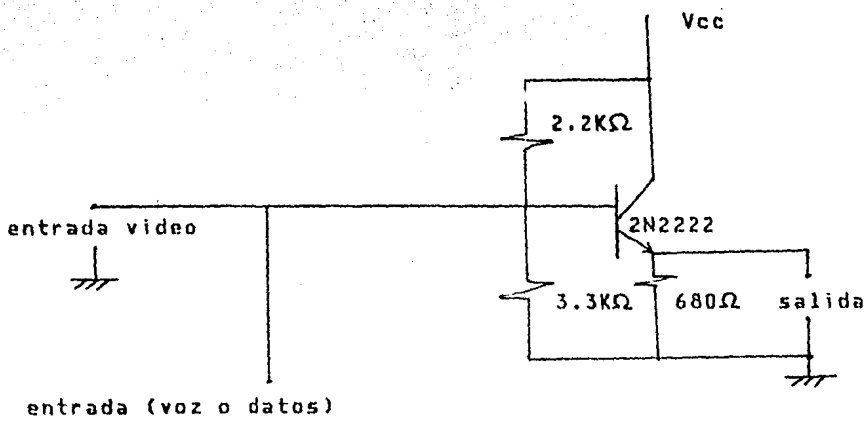 Vcc
2.2KΩ
entrada video
2N2222
3.3KΩ
680Ω
salida
entrada (voz o datos)